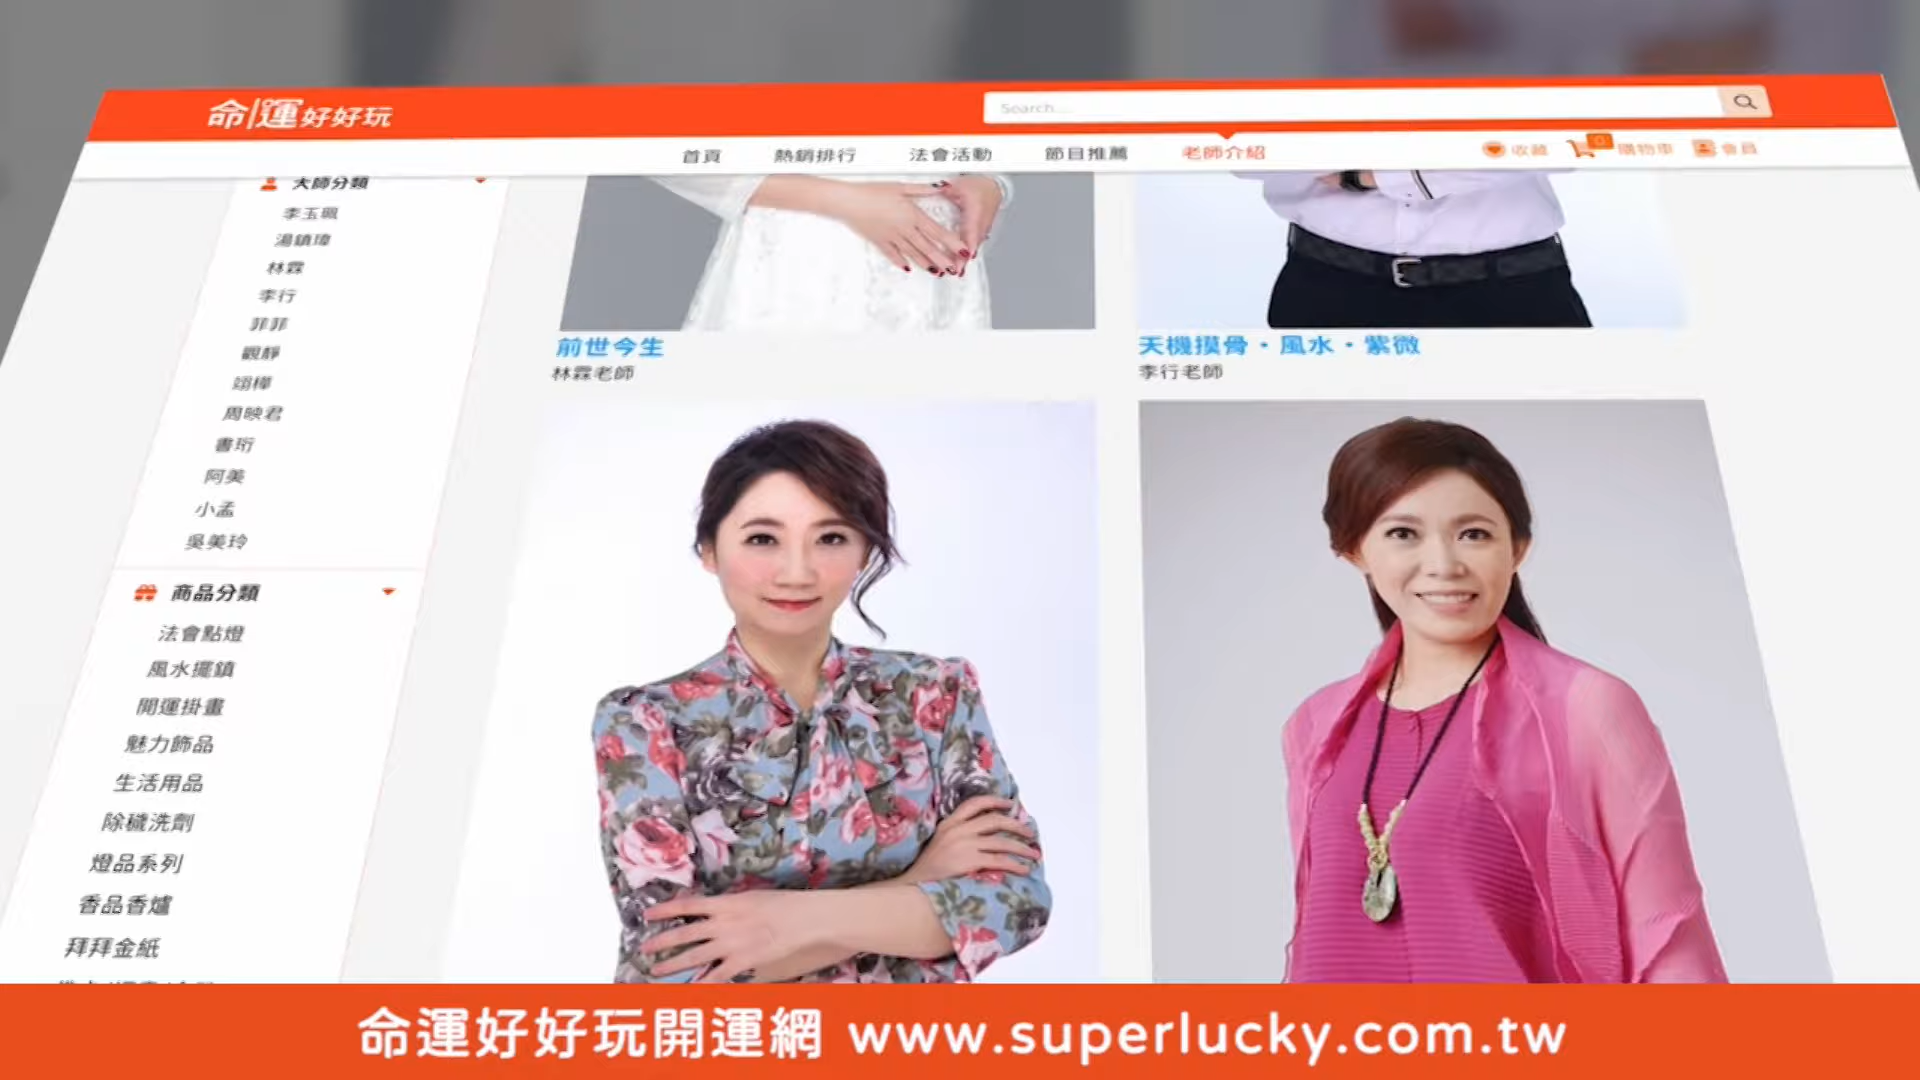 命運好好玩
Search....
首頁 熱銷排行 法會活動 節目推薦 老師介紹 收藏 0 購物車 會員
大師分類
李玉珮
湯鎮瑋
林霖
李行
菲菲
觀靜
翊樺
周映君
書珩
阿美
小孟
吳美玲
商品分類
法會點燈
風水擺鎮
開運掛畫
魅力飾品
生活用品
除穢洗劑
燈品系列
香品香爐
拜拜金紙
前世今生
林霖老師
天機摸骨・風水・紫微
李行老師
命運好好玩開運網 www.superlucky.com.tw